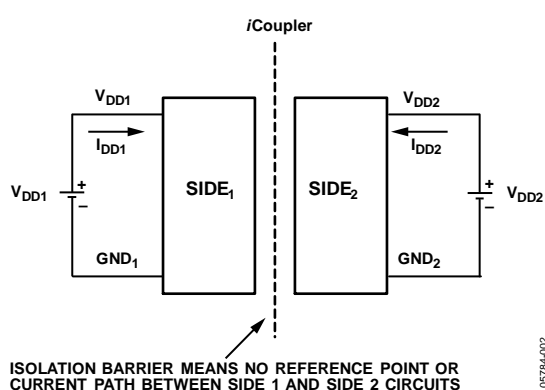 iCoupler
VDD1
VDD2
IDD1
IDD2
VDD1
+
–
SIDE1
SIDE2
+
–
VDD2
GND1
GND2
ISOLATION BARRIER MEANS NO REFERENCE POINT OR
CURRENT PATH BETWEEN SIDE 1 AND SIDE 2 CIRCUITS
05784-002